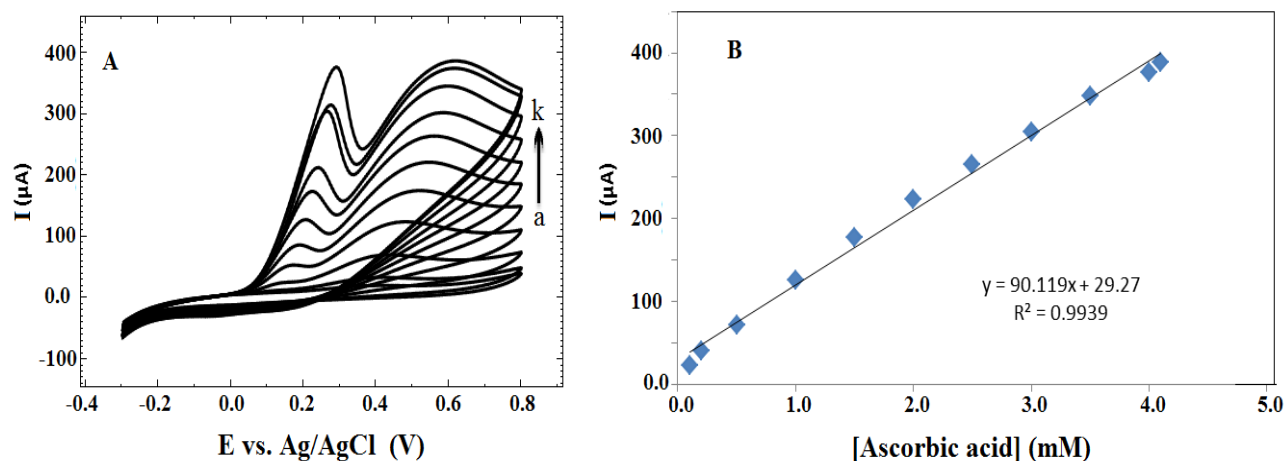 A
400
300
200
100
0.0
-100
I (µA)
k
a
-0.4
-0.2
0.0
0.2
0.4
0.6
0.8
E vs. Ag/AgCl (V)
B
400
300
200
100
0.0
I (µA)
y = 90.119x + 29.27
R² = 0.9939
0.0
1.0
2.0
3.0
4.0
5.0
[Ascorbic acid] (mM)